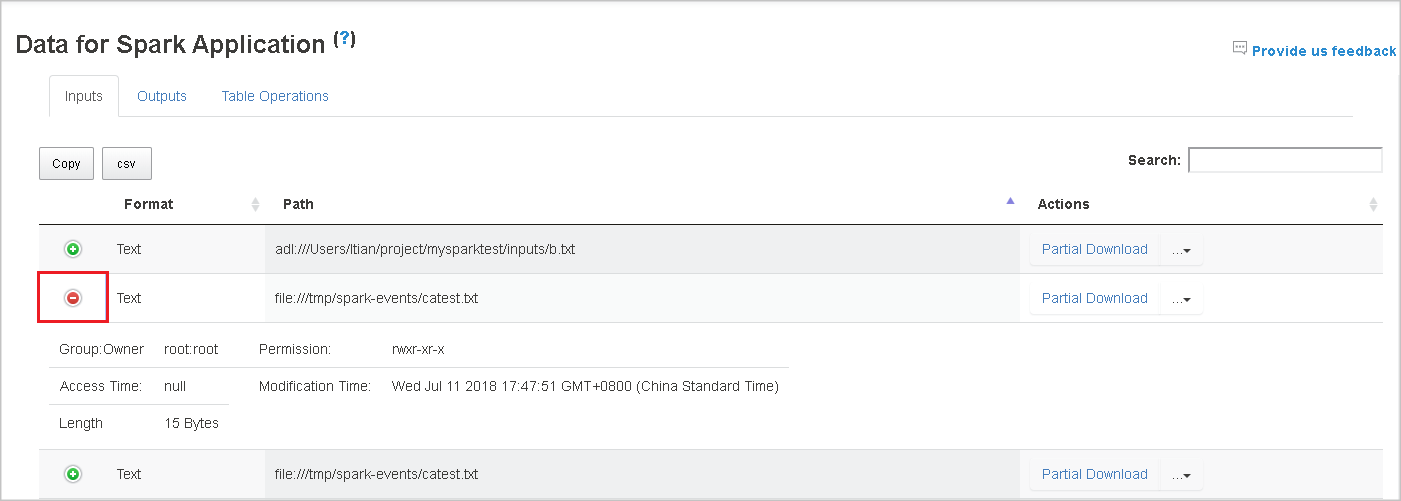 Data for Spark Application (?)
Provide us feedback
Inputs Outputs Table Operations
Copy csv Search:
Format Path Actions
Text adl:///Users/ltian/project/mysparktest/inputs/b.txt Partial Download ...
Text file:///tmp/spark-events/catest.txt Partial Download ...
Group:Owner root:root Permission: rwxr-xr-x
Access Time: null Modification Time: Wed Jul 11 2018 17:47:51 GMT+0800 (China Standard Time)
Length 15 Bytes
Text file:///tmp/spark-events/catest.txt Partial Download ...